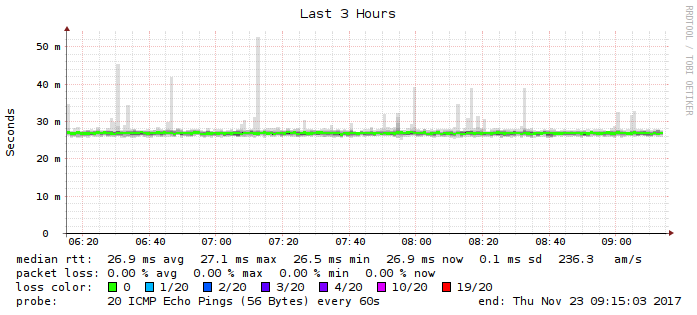 Last 3 Hours
RRDTOOL / TOBI OETIKER
Seconds
50 m
40 m
30 m
20 m
10 m
0
06:20 06:40 07:00 07:20 07:40 08:00 08:20 08:40 09:00
median rtt: 26.9 ms avg 27.1 ms max 26.5 ms min 26.9 ms now 0.1 ms sd 236.3 am/s
packet loss: 0.00 % avg 0.00 % max 0.00 % min 0.00 % now
loss color: 0 1/20 2/20 3/20 4/20 10/20 19/20
probe: 20 ICMP Echo Pings (56 Bytes) every 60s end: Thu Nov 23 09:15:03 2017